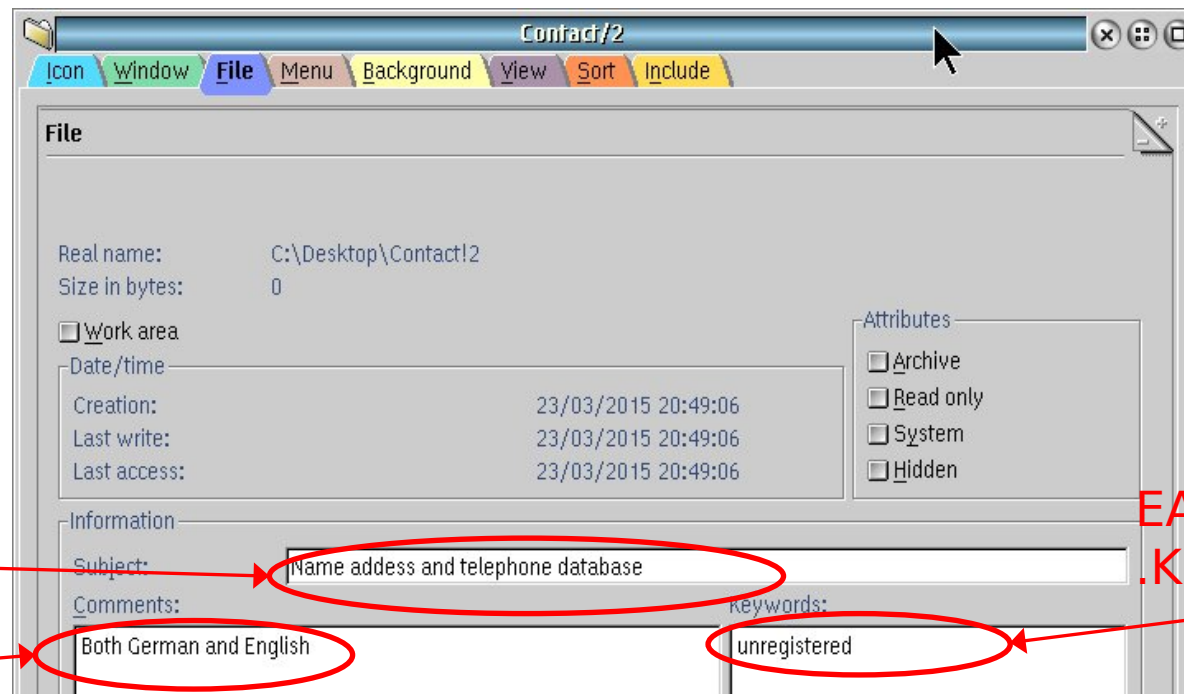 Contact/2
Icon Window File Menu Background View Sort Include
File
Real name: C:\Desktop\Contact!2
Size in bytes: 0
Work area
Date/time
Creation: 23/03/2015 20:49:06
Last write: 23/03/2015 20:49:06
Last access: 23/03/2015 20:49:06
Attributes
Archive
Read only
System
Hidden
Information
EA
Subject: Name addess and telephone database
.K
Comments: Keywords:
Both German and English unregistered